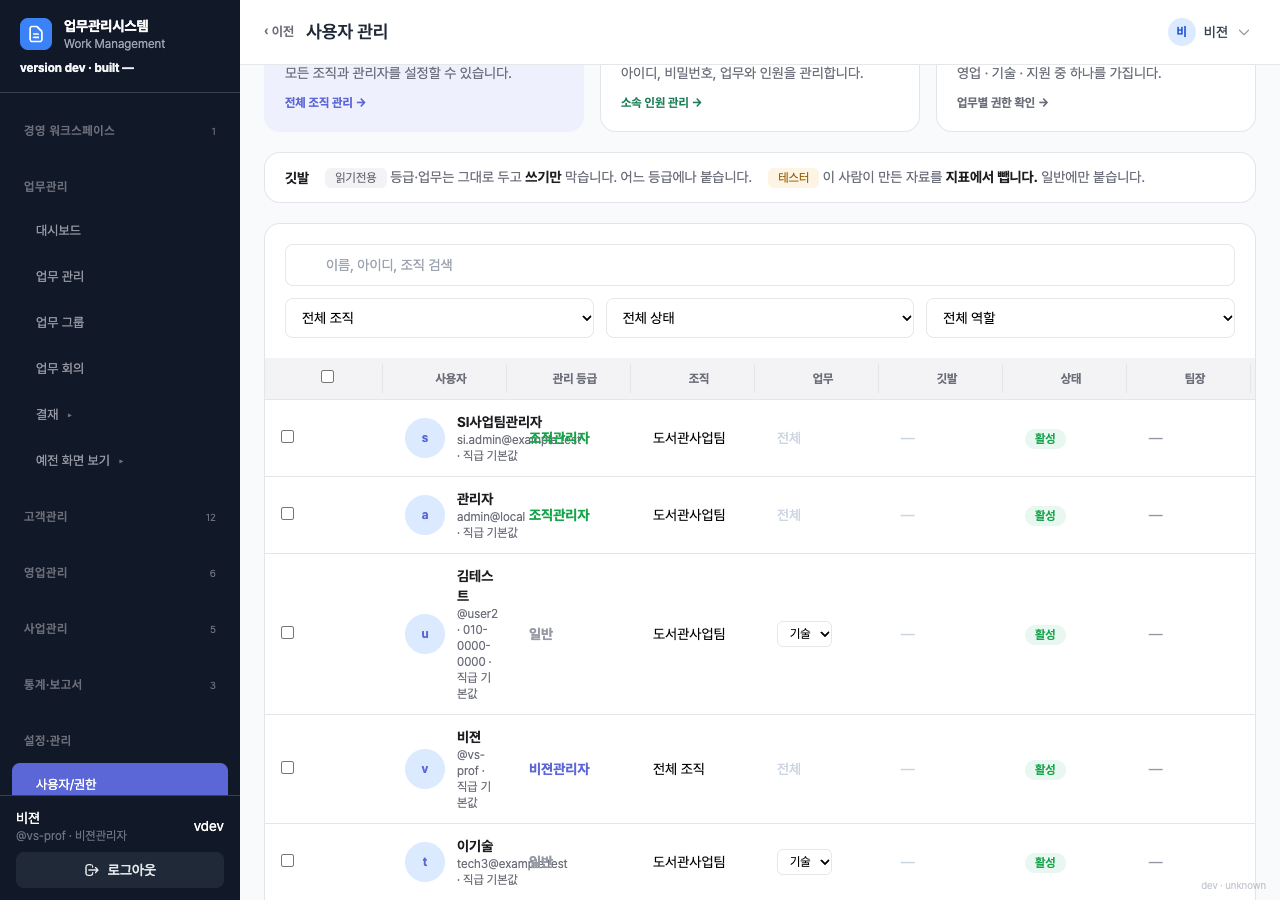 업무관리시스템
Work Management
version dev · built —
경영 워크스페이스 1
업무관리
대시보드
업무 관리
업무 그룹
업무 회의
결재 ▸
예전 화면 보기 ▸
고객관리 12
영업관리 6
사업관리 5
통계·보고서 3
설정·관리
사용자/권한
비젼
@vs-prof · 비젼관리자
vdev
로그아웃
‹ 이전 사용자 관리
비 비젼
모든 조직과 관리자를 설정할 수 있습니다.
전체 조직 관리 →
아이디, 비밀번호, 업무와 인원을 관리합니다.
소속 인원 관리 →
영업 · 기술 · 지원 중 하나를 가집니다.
업무별 권한 확인 →
깃발 읽기전용 등급·업무는 그대로 두고 쓰기만 막습니다. 어느 등급에나 붙습니다. 테스터 이 사람이 만든 자료를 지표에서 뺍니다. 일반에만 붙습니다.
이름, 아이디, 조직 검색
전체 조직 전체 상태 전체 역할
사용자 관리 등급 조직 업무 깃발 상태 팀장
s
SI사업팀관리자
si.admin@example.test
· 직급 기본값
조직관리자 도서관사업팀 전체 — 활성 —
a
관리자
admin@local
· 직급 기본값
조직관리자 도서관사업팀 전체 — 활성 —
u
김테스
트
@user2
· 010-
0000-
0000 ·
직급 기
본값
일반 도서관사업팀 기술 — 활성 —
v
비젼
@vs-
prof ·
직급 기
본값
비젼관리자 전체 조직 전체 — 활성 —
t
이기술
tech3@example.test
· 직급 기본값
일반 도서관사업팀 기술 — 활성 —
dev · unknown